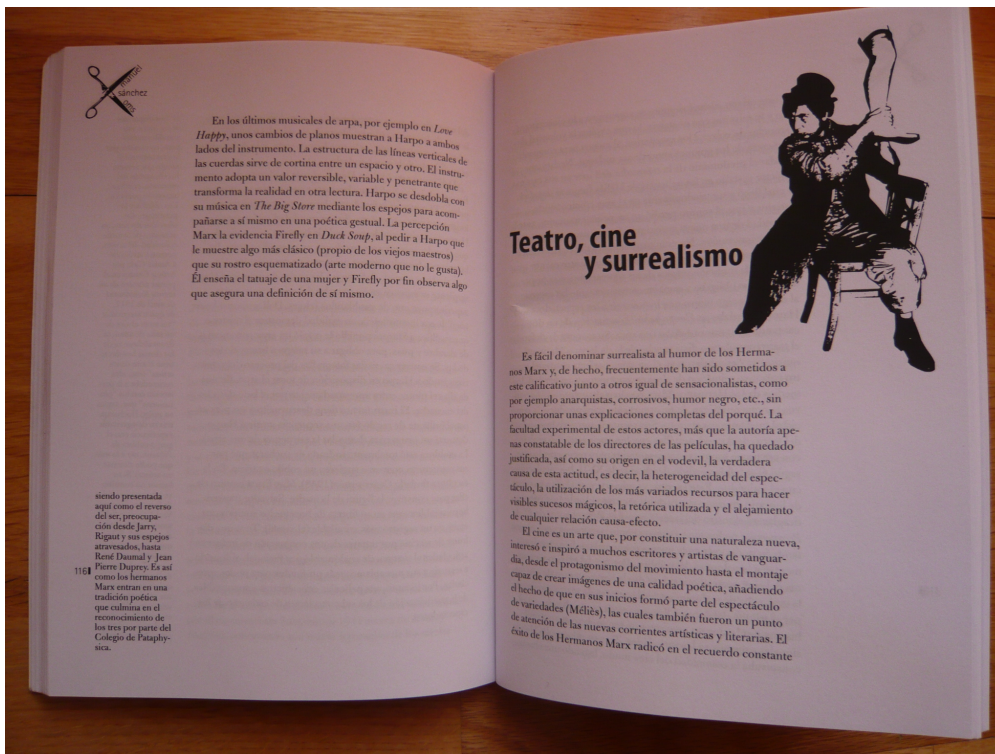 manuel
sánchez
oms
En los últimos musicales de arpa, por ejemplo en Love
Happy, unos cambios de planos muestran a Harpo a ambos
lados del instrumento. La estructura de las líneas verticales de
las cuerdas sirve de cortina entre un espacio y otro. El instru-
mento adopta un valor reversible, variable y penetrante que
transforma la realidad en otra lectura. Harpo se desdobla con
su música en The Big Store mediante los espejos para acom-
pañarse a sí mismo en una poética gestual. La percepción
Marx la evidencia Firefly en Duck Soup, al pedir a Harpo que
le muestre algo más clásico (propio de los viejos maestros)
que su rostro esquematizado (arte moderno que no le gusta).
Él enseña el tatuaje de una mujer y Firefly por fin observa algo
que asegura una definición de sí mismo.
siendo presentada
aquí como el reverso
del ser, preocupa-
ción desde Jarry,
Rigaut y sus espejos
atravesados, hasta
René Daumal y Jean
Pierre Duprey. Es así
como los hermanos
Marx entran en una
tradición poética
que culmina en el
reconocimiento de
los tres por parte del
Colegio de Pataphy-
sica.
116
Teatro, cine
y surrealismo
Es fácil denominar surrealista al humor de los Herma-
nos Marx y, de hecho, frecuentemente han sido sometidos a
este calificativo junto a otros igual de sensacionalistas, como
por ejemplo anarquistas, corrosivos, humor negro, etc., sin
proporcionar unas explicaciones completas del porqué. La
facultad experimental de estos actores, más que la autoría ape-
nas constatable de los directores de las películas, ha quedado
justificada, así como su origen en el vodevil, la verdadera
causa de esta actitud, es decir, la heterogeneidad del espec-
táculo, la utilización de los más variados recursos para hacer
visibles sucesos mágicos, la retórica utilizada y el alejamiento
de cualquier relación causa-efecto.
El cine es un arte que, por constituir una naturaleza nueva,
interesó e inspiró a muchos escritores y artistas de vanguar-
dia, desde el protagonismo del movimiento hasta el montaje
capaz de crear imágenes de una calidad poética, añadiendo
el hecho de que en sus inicios formó parte del espectáculo
de variedades (Méliès), las cuales también fueron un punto
de atención de las nuevas corrientes artísticas y literarias. El
éxito de los Hermanos Marx radicó en el recuerdo constante